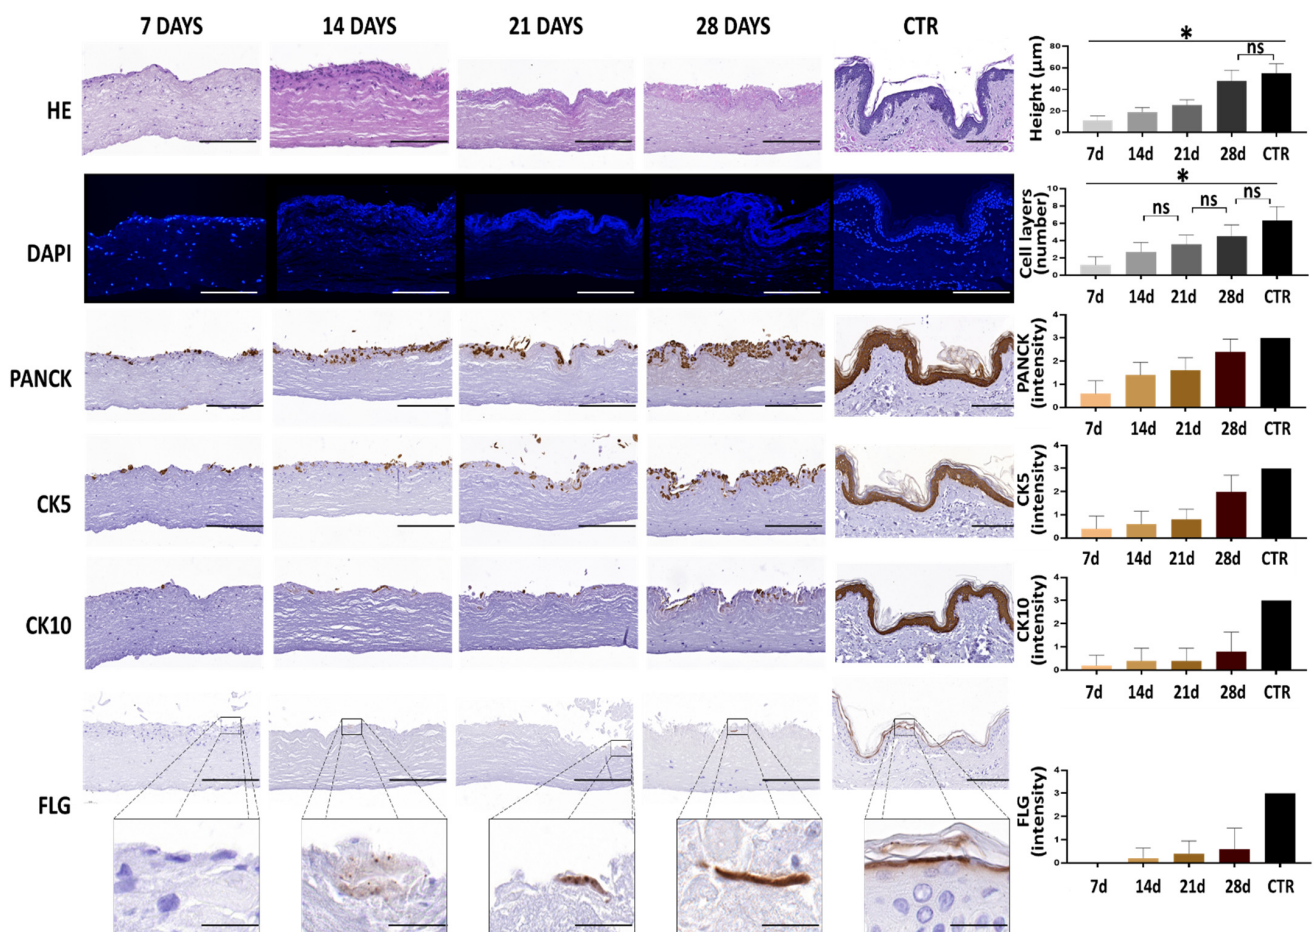 7 DAYS
14 DAYS
21 DAYS
28 DAYS
CTR
HE
DAPI
PANCK
CK5
CK10
FLG
Height (µm)
80
60
40
20
0
*
ns
7d
14d
21d
28d
CTR
Cell layers
(number)
10
8
6
4
2
0
*
ns
ns
ns
7d
14d
21d
28d
CTR
PANCK
(intensity)
4
3
2
1
0
7d
14d
21d
28d
CTR
CK5
(intensity)
4
3
2
1
0
7d
14d
21d
28d
CTR
CK10
(intensity)
4
3
2
1
0
7d
14d
21d
28d
CTR
FLG
(intensity)
4
3
2
1
0
7d
14d
21d
28d
CTR